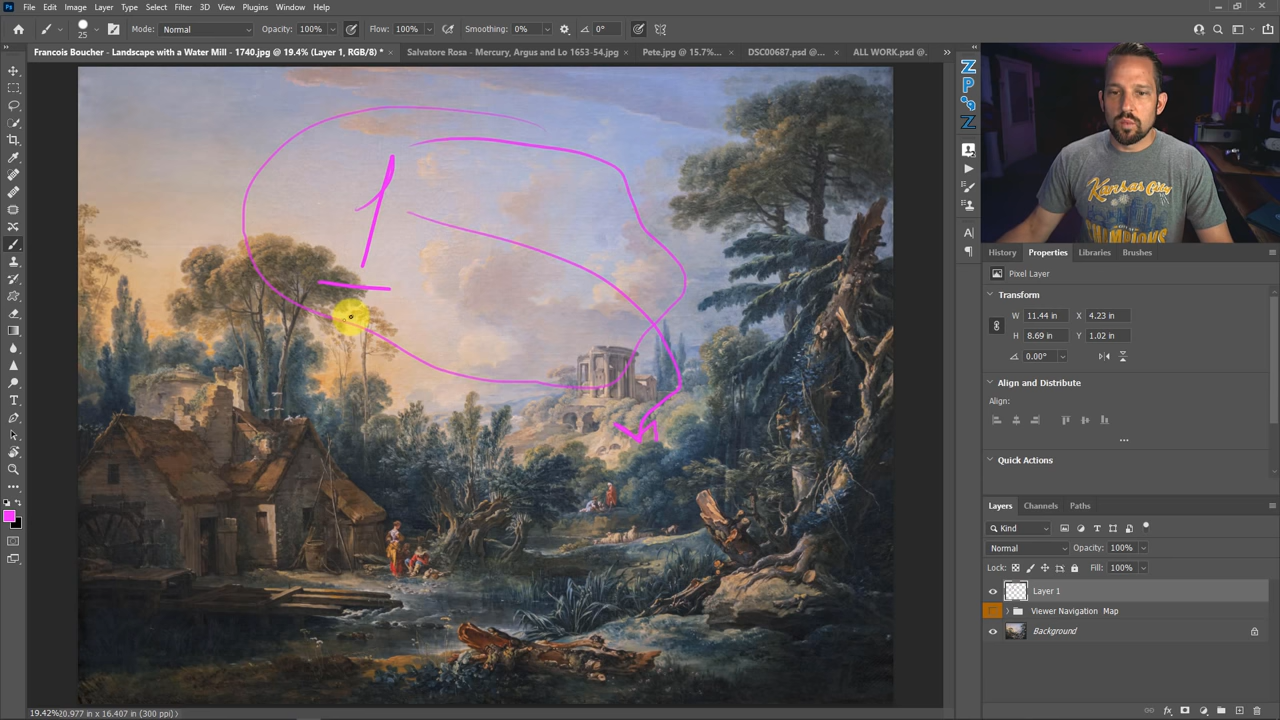 File Edit Image Layer Type Select Filter 3D View Plugins Window Help
25 Mode: Normal Opacity: 100% Flow: 100% Smoothing: 0% 0°
Francois Boucher - Landscape with a Water Mill - 1740.jpg @ 19.4% (Layer 1, RGB/8) * × Salvatore Rosa - Mercury, Argus and Lo 1653-54.jpg × Pete.jpg @ 15.7%... × DSC00687.psd @... × ALL WORK.psd @.
1
Kansas City
History Properties Libraries Brushes
Pixel Layer
Transform
W 11.44 in X 4.23 in
H 8.69 in Y 1.02 in
0.00°
Align and Distribute
Align:
Quick Actions
Layers Channels Paths
Kind
Normal Opacity: 100%
Lock: Fill: 100%
Layer 1
Viewer Navigation Map
Background
19.42% 20.977 in x 16.407 in (300 ppi)